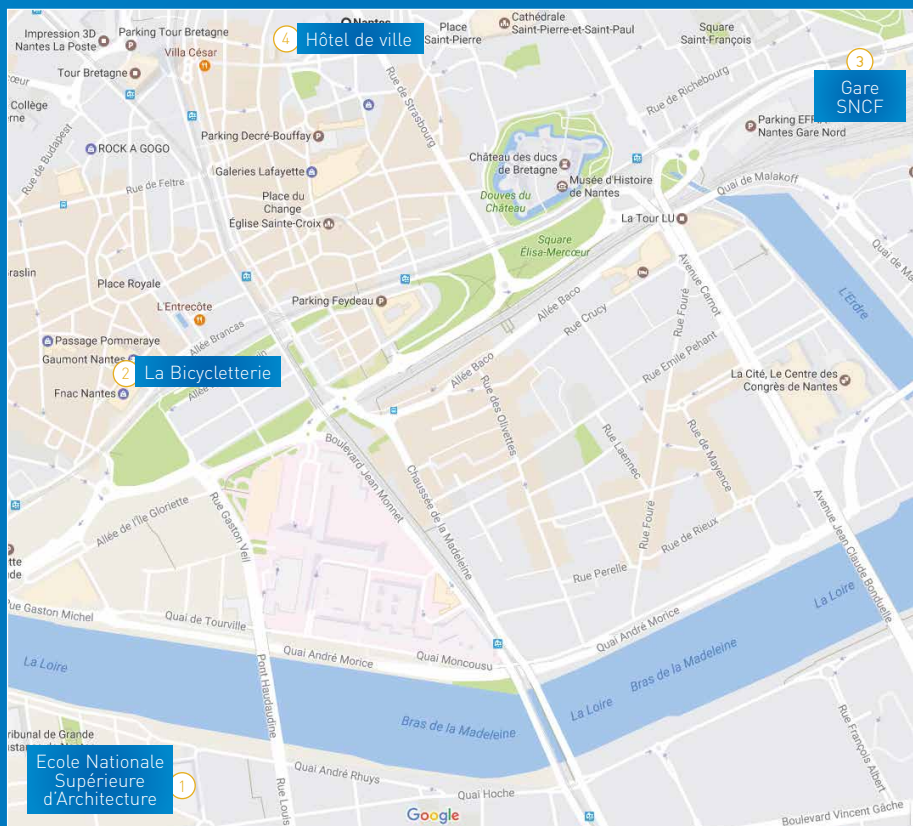 Impression 3D
Nantes La Poste
Parking Tour Bretagne
4
Nantes
Hôtel de ville
Place
Saint-Pierre
Cathédrale
Saint-Pierre-et-Saint-Paul
Square
Saint-François
Villa César
Tour Bretagne
3
Gare
SNCF
Collège
Rue de Budapest
Rue de Strasbourg
Rue de Richebourg
Parking Decré-Bouffay
Parking
Nantes Gare Nord
ROCK A GOGO
Galeries Lafayette
Château des ducs
de Bretagne
Musée d'Histoire
de Nantes
Quai de Malakoff
Rue de Feltre
Place du
Change
Douves du
Château
Église Sainte-Croix
La Tour LU
Square
Élisa-Mercœur
Avenue Carnot
L'Erdre
Place Royale
L'Entrecôte
Parking Feydeau
Allée Baco
Rue Crucy
Rue Fouré
Allée Brancas
Passage Pommeraye
Gaumont Nantes
2
La Bicycletterie
Fnac Nantes
Allée Baco
Rue Emile Pehant
La Cité, Le Centre des
Congrès de Nantes
Rue des Olivettes
Rue Laennec
Rue de Mayence
Boulevard Jean Monnet
Chaussée de la Madeleine
Rue Gaston Veil
Allée de l'Île Gloriette
Rue Fouré
Rue de Rieux
Avenue Jean Claude Bonduelle
Rue Perelle
Rue Gaston Michel
Quai de Tourville
Quai André Morice
Quai Moncousu
Quai André Morice
La Loire
La Loire
Pont Haudaudine
Bras de la Madeleine
La Loire
Bras de la Madeleine
Rue François Albert
Ecole Nationale
Supérieure
d'Architecture
1
Quai André Rhuys
Quai Hoche
Rue Louis
Google
Boulevard Vincent Gâche